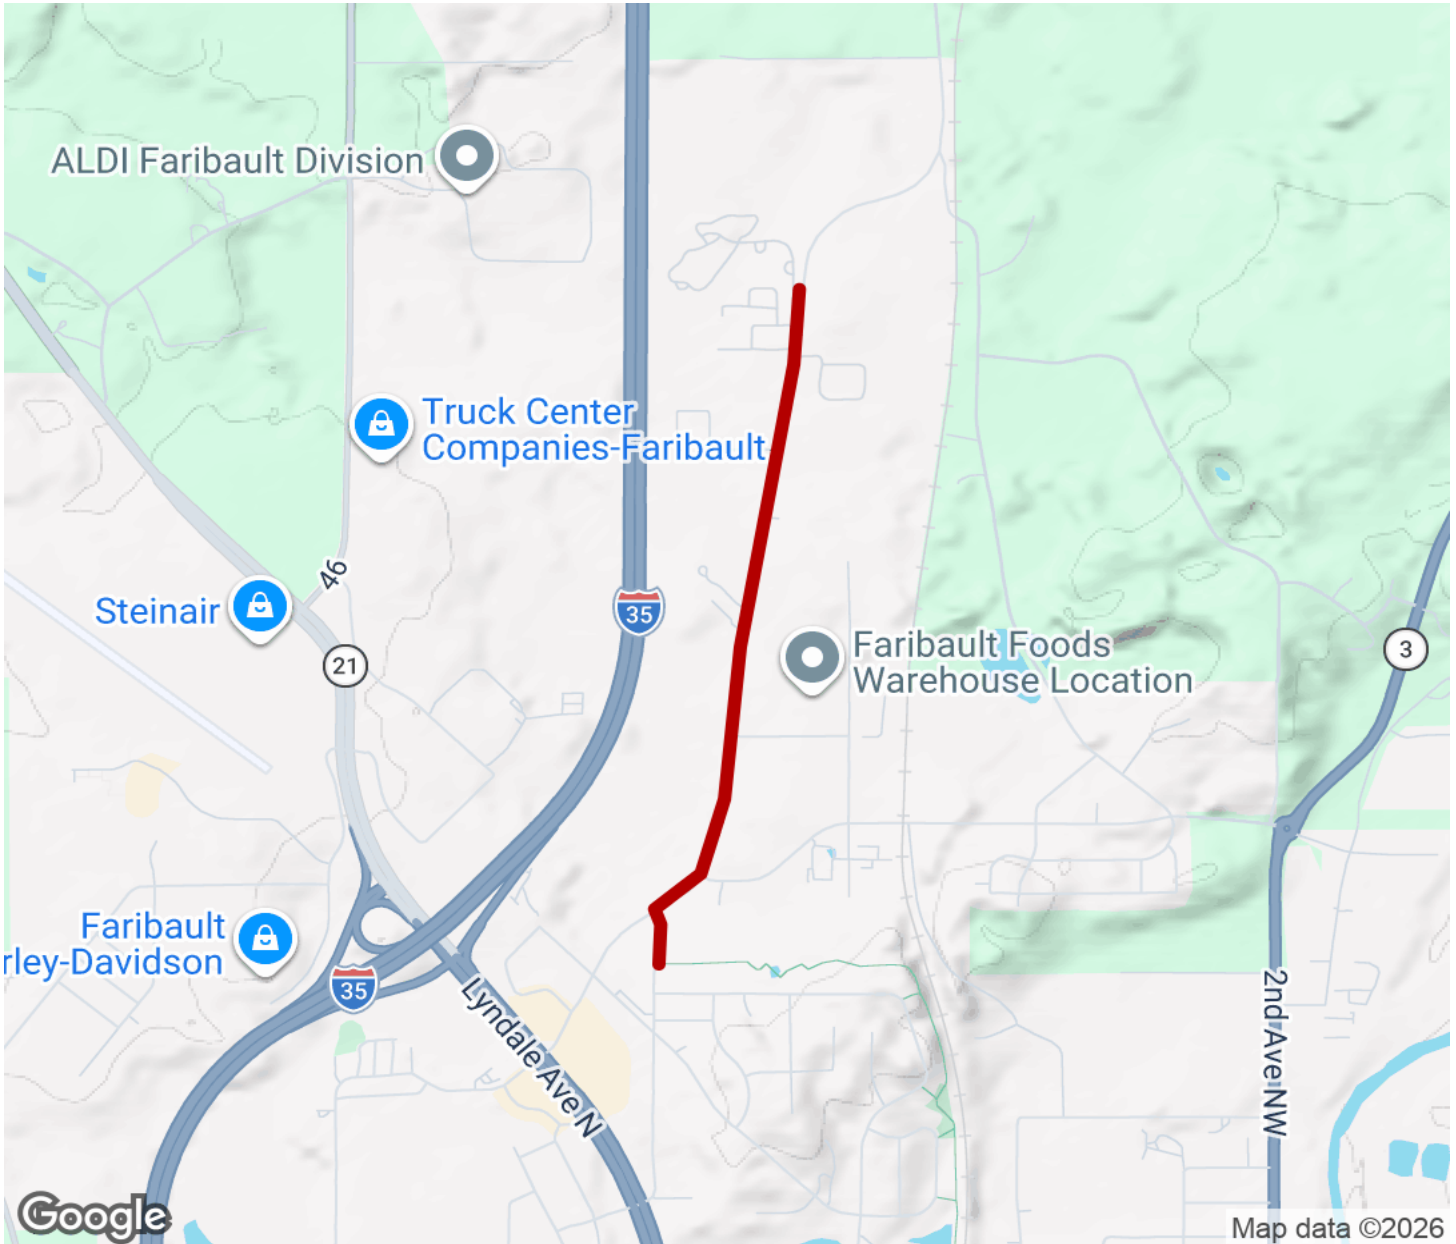 ALDI Faribault Division
Truck Center
Companies-Faribault
46
Steinair
35
21
Faribault Foods
Warehouse Location
3
Faribault
rley-Davidson
35
Lyndale Ave N
2nd Ave NW
Google
Map data ©2026